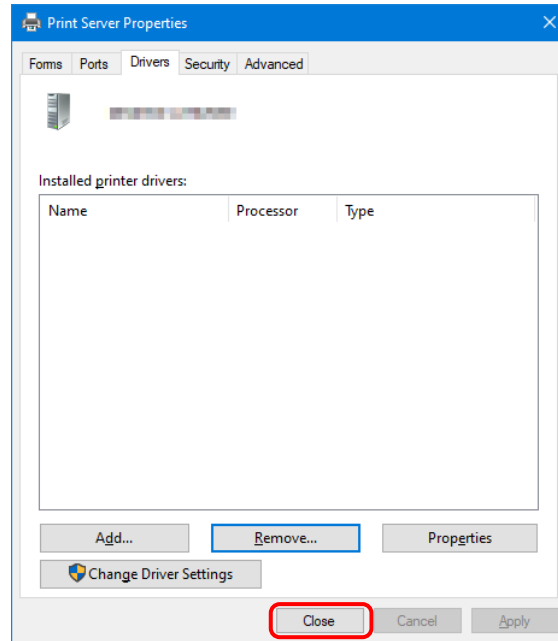 Print Server Properties
Forms Ports Drivers Security Advanced
Installed printer drivers:
Name Processor Type
Add... Remove... Properties
Change Driver Settings
Close Cancel Apply